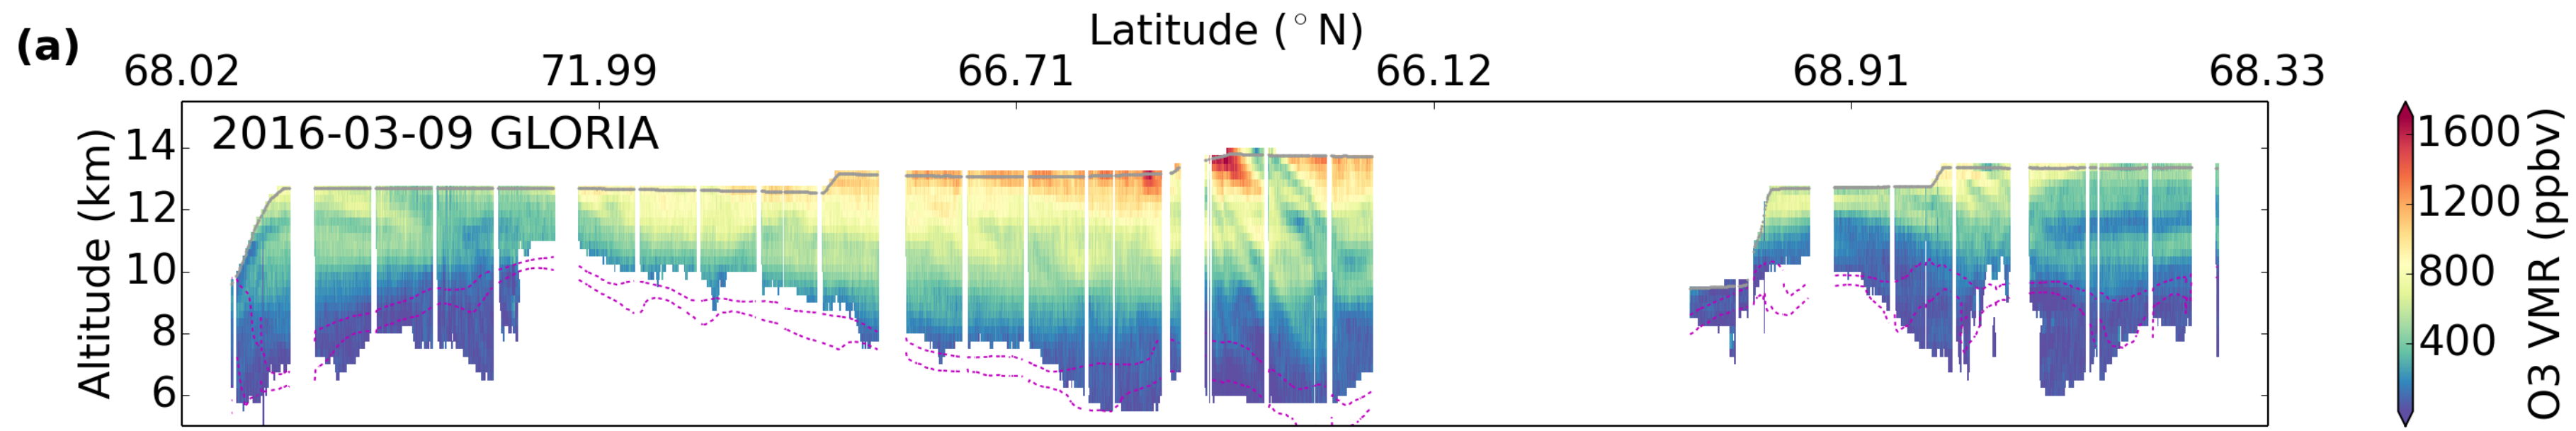 (a)
Latitude (°N)
68.02 71.99 66.71 66.12 68.91 68.33
2016-03-09 GLORIA
Altitude (km)
14
12
10
8
6
1600
1200
800
400
O3 VMR (ppbv)